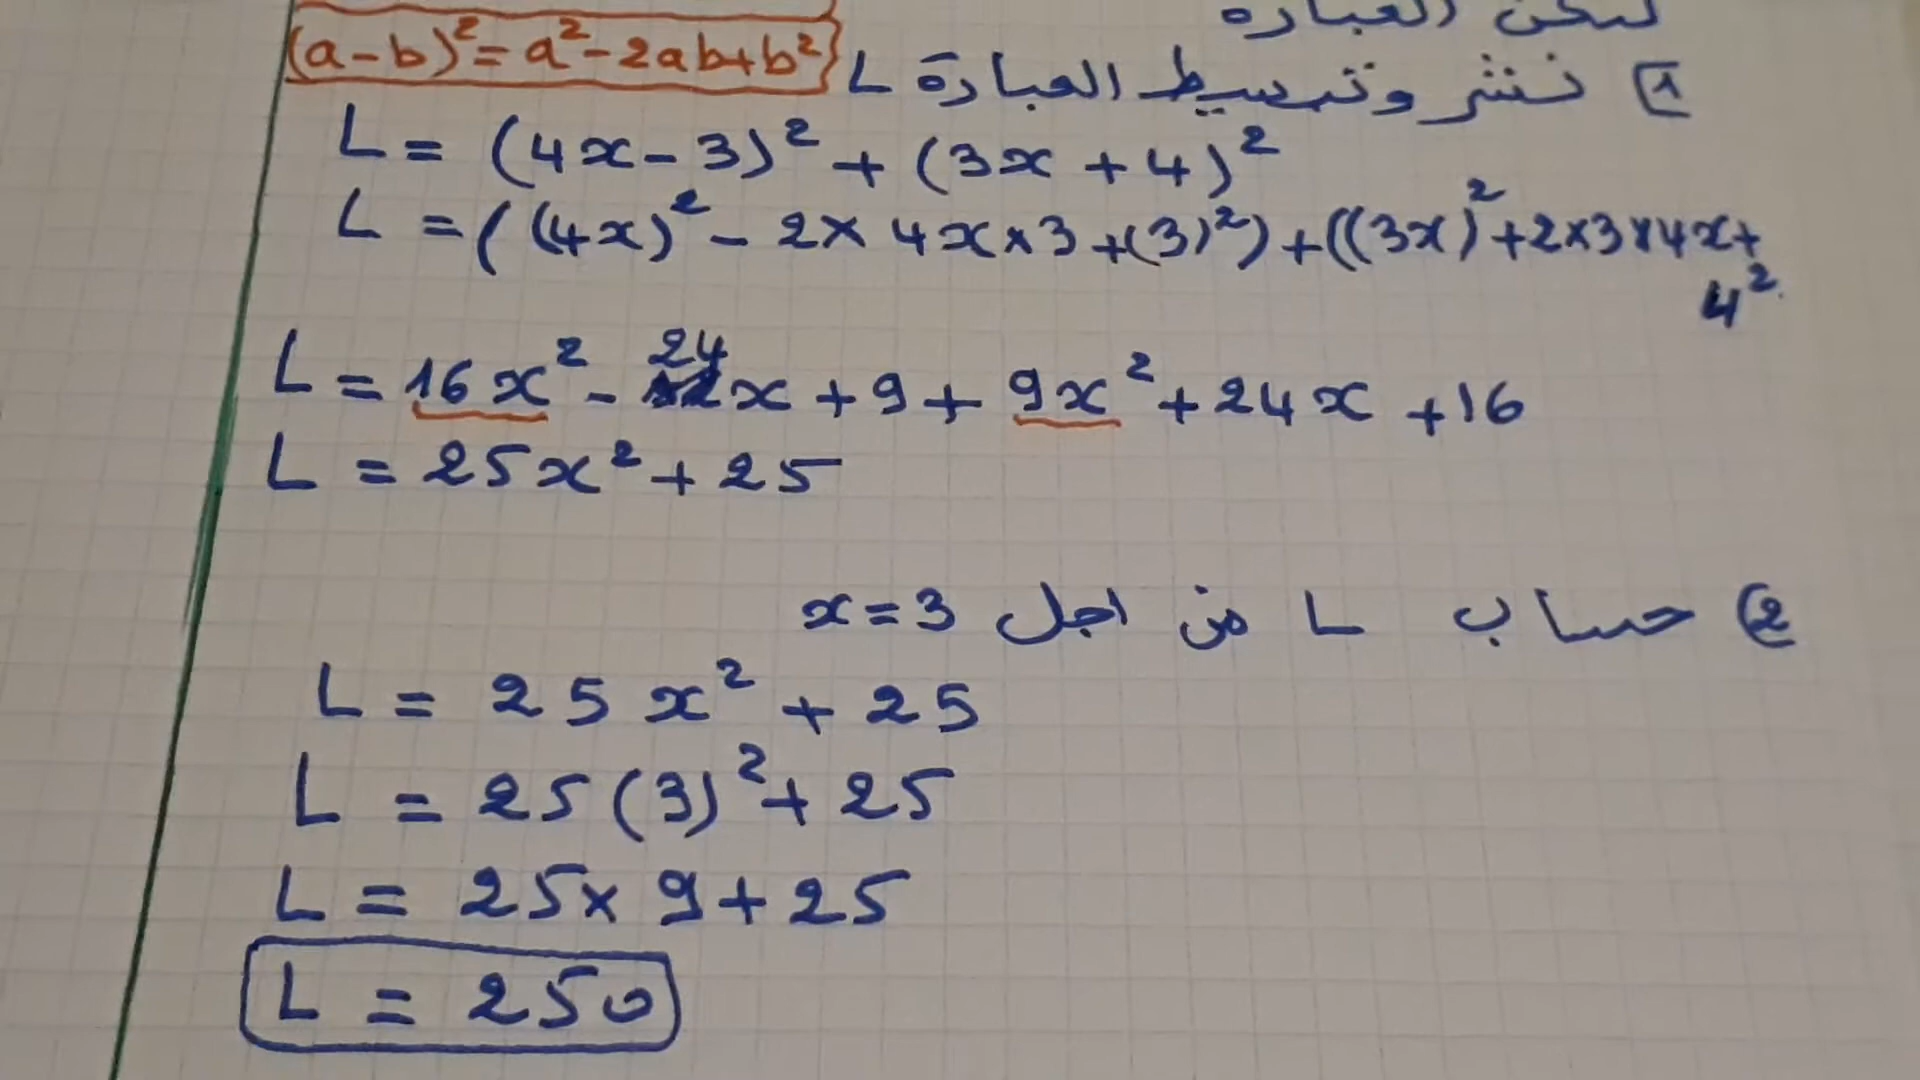 لتكن العبارة
(a-b)² = a² - 2ab + b²
1 نشر وتبسيط العبارة L
L = (4x - 3)² + (3x + 4)²
L = ((4x)² - 2 × 4x × 3 + (3)²) + ((3x)² + 2×3×4x +
4²
L = 16x² - 24x + 9 + 9x² + 24x + 16
L = 25x² + 25
2 حساب L من اجل x = 3
L = 25x² + 25
L = 25(3)² + 25
L = 25 × 9 + 25
L = 250